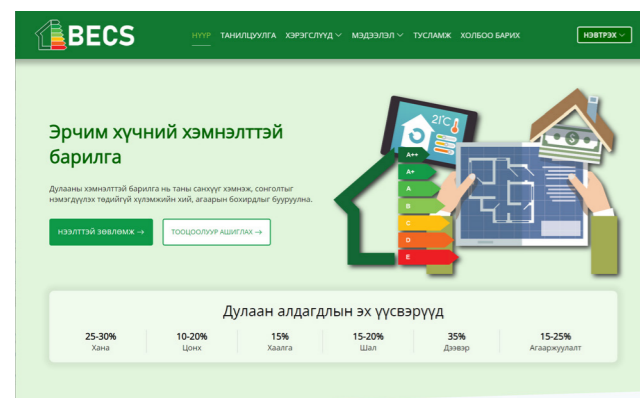 BECS
НҮҮР ТАНИЛЦУУЛГА ХЭРЭГСЛҮҮД МЭДЭЭЛЭЛ ТУСЛАМЖ ХОЛБОО БАРИХ НЭВТРЭХ
Эрчим хүчний хэмнэлттэй
барилга
Дулааны хэмнэлттэй барилга нь таны санхүүг хэмнэж, сонголтыг
нэмэгдүүлэх төдийгүй хүлэмжийн хий, агаарын бохирдлыг бууруулна.
НЭЭЛТТЭЙ ЗӨВЛӨМЖ → ТООЦООЛУУР АШИГЛАХ →
21°C
A++
A+
A
B
C
D
E
Дулаан алдагдлын эх үүсвэрүүд
25-30% 10-20% 15% 15-20% 35% 15-25%
Хана Цонх Хаалга Шал Дээвэр Агааржуулалт